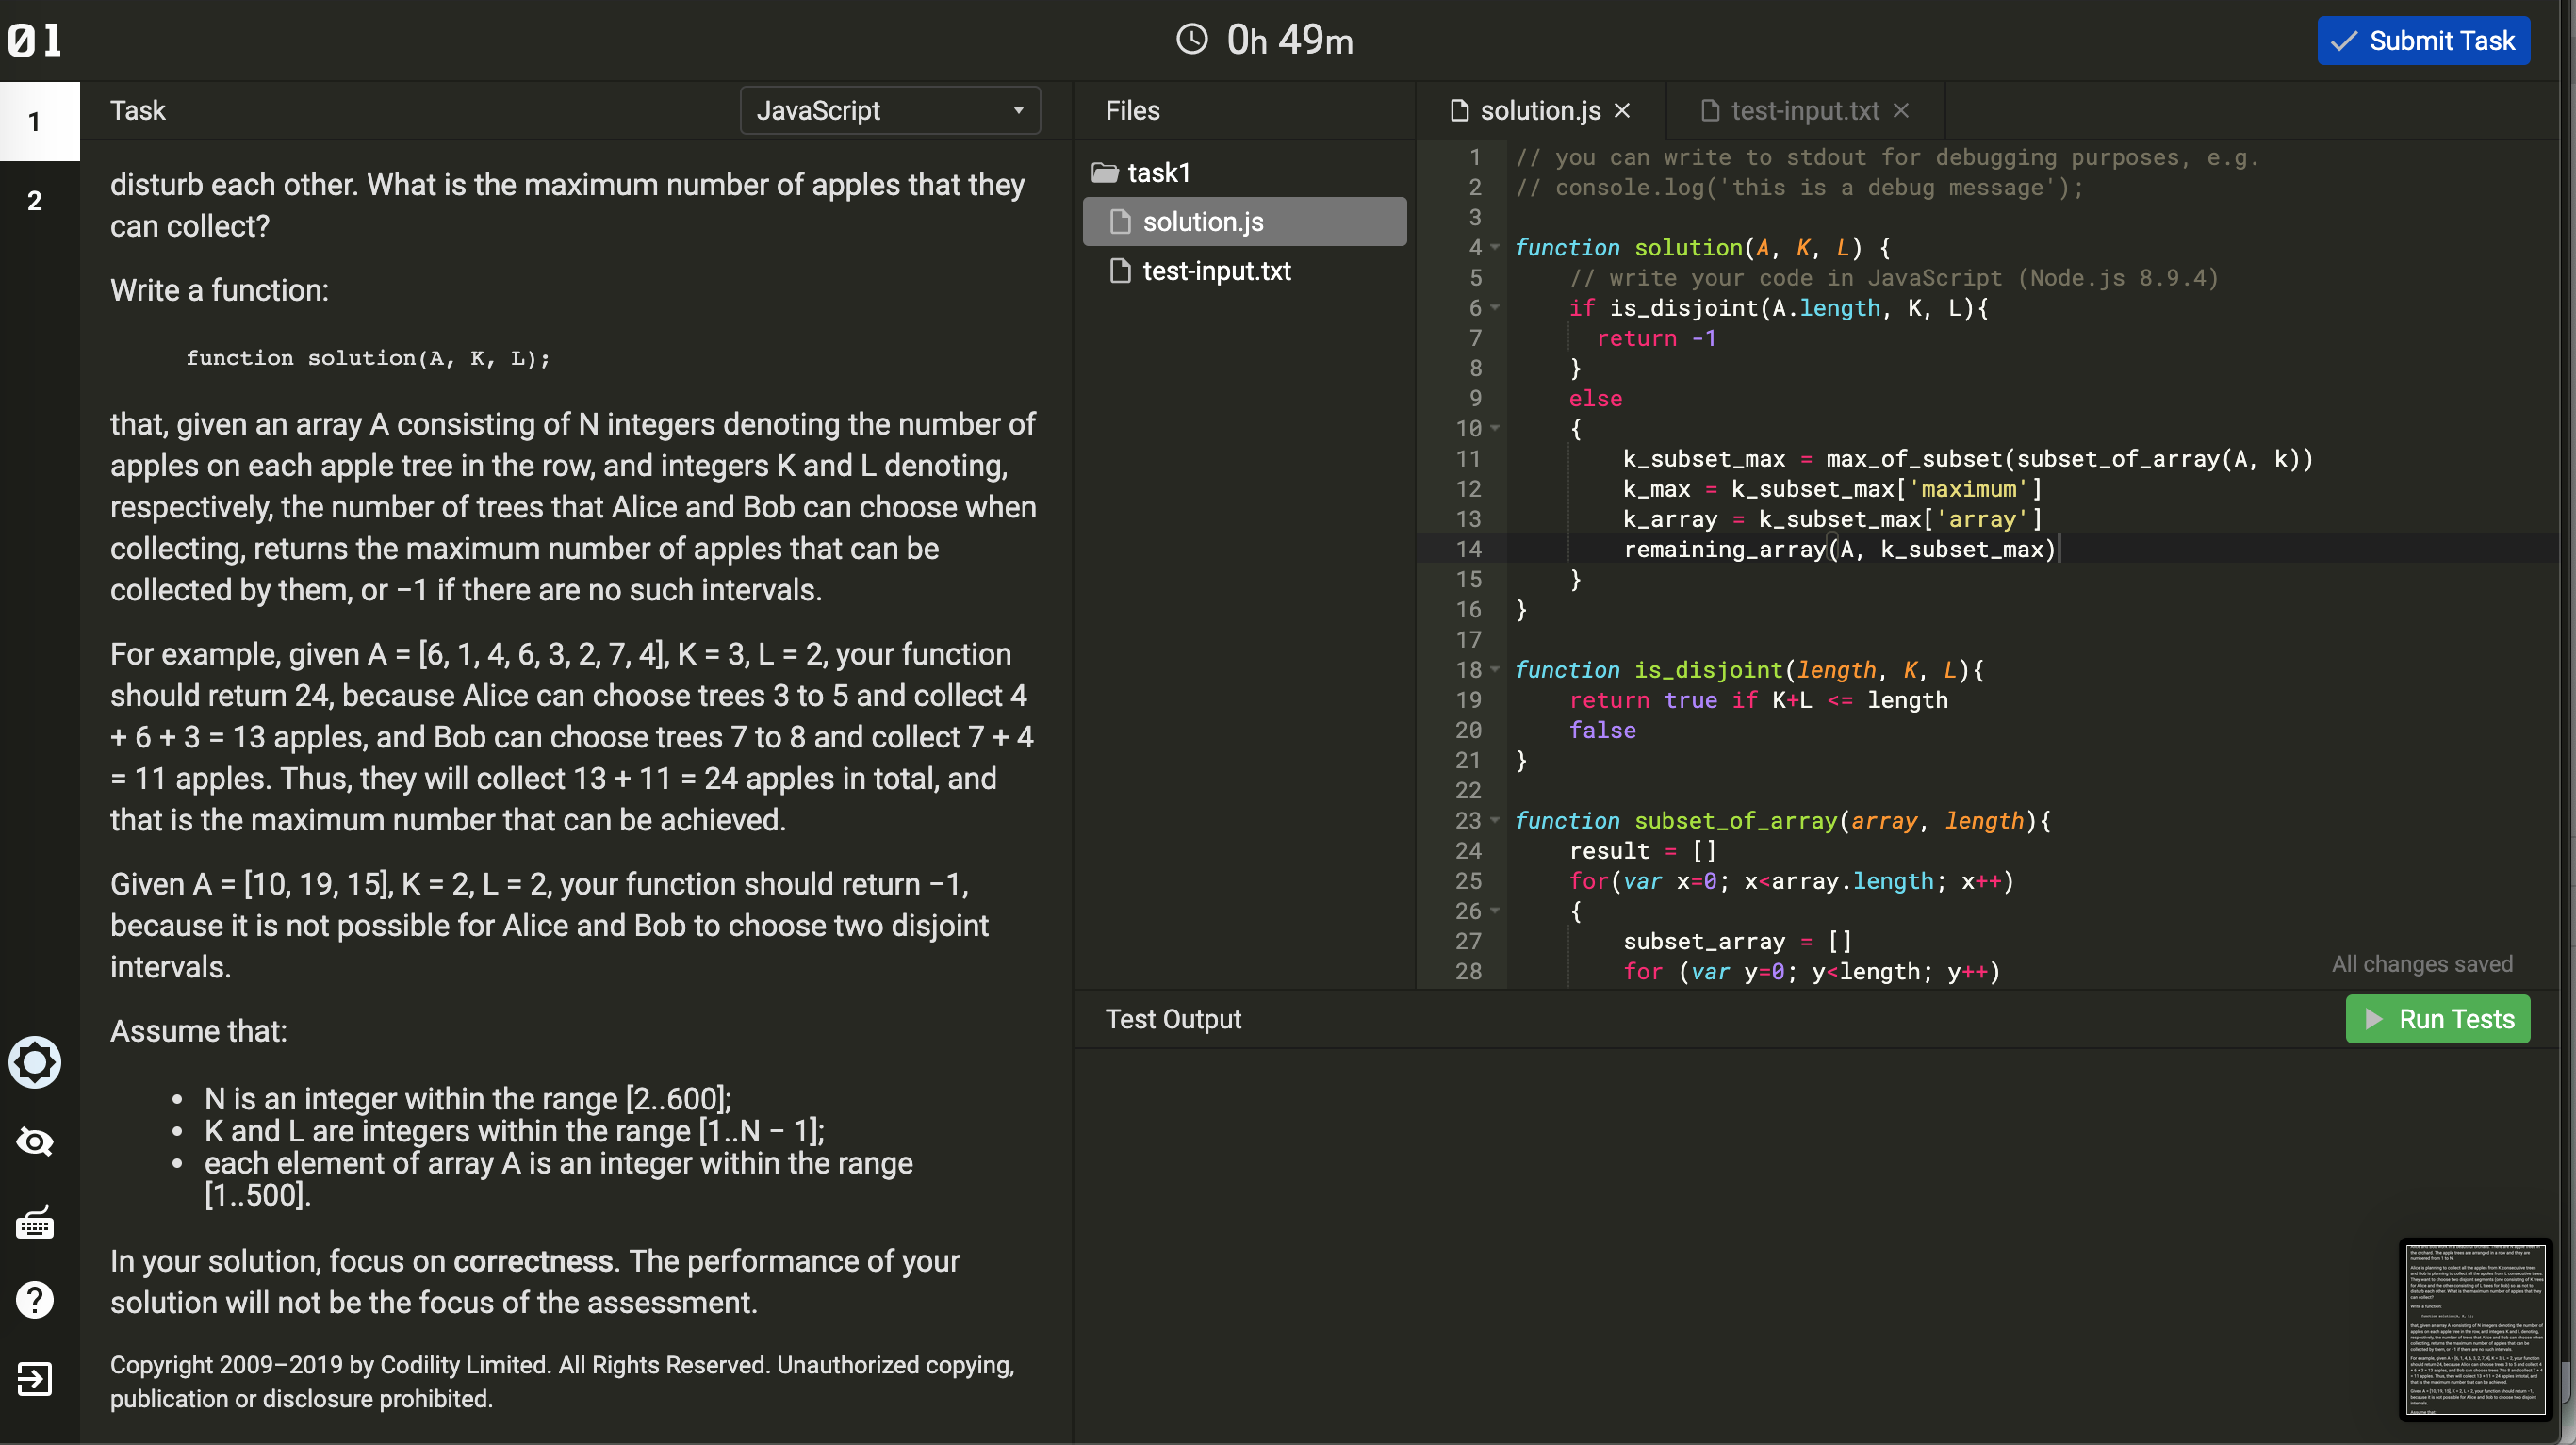 01
0h 49m
Submit Task
1
2
Task
JavaScript
disturb each other. What is the maximum number of apples that they
can collect?
Write a function:
function solution(A, K, L);
that, given an array A consisting of N integers denoting the number of
apples on each apple tree in the row, and integers K and L denoting,
respectively, the number of trees that Alice and Bob can choose when
collecting, returns the maximum number of apples that can be
collected by them, or −1 if there are no such intervals.
For example, given A = [6, 1, 4, 6, 3, 2, 7, 4], K = 3, L = 2, your function
should return 24, because Alice can choose trees 3 to 5 and collect 4
+ 6 + 3 = 13 apples, and Bob can choose trees 7 to 8 and collect 7 + 4
= 11 apples. Thus, they will collect 13 + 11 = 24 apples in total, and
that is the maximum number that can be achieved.
Given A = [10, 19, 15], K = 2, L = 2, your function should return −1,
because it is not possible for Alice and Bob to choose two disjoint
intervals.
Assume that:
• N is an integer within the range [2..600];
• K and L are integers within the range [1..N − 1];
• each element of array A is an integer within the range
[1..500].
In your solution, focus on correctness. The performance of your
solution will not be the focus of the assessment.
Copyright 2009–2019 by Codility Limited. All Rights Reserved. Unauthorized copying,
publication or disclosure prohibited.
Files
task1
solution.js
test-input.txt
solution.js
test-input.txt
1 // you can write to stdout for debugging purposes, e.g.
2 // console.log('this is a debug message');
3
4 function solution(A, K, L) {
5 // write your code in JavaScript (Node.js 8.9.4)
6 if is_disjoint(A.length, K, L){
7 return -1
8 }
9 else
10 {
11 k_subset_max = max_of_subset(subset_of_array(A, k))
12 k_max = k_subset_max['maximum']
13 k_array = k_subset_max['array']
14 remaining_array(A, k_subset_max)
15 }
16 }
17
18 function is_disjoint(length, K, L){
19 return true if K+L <= length
20 false
21 }
22
23 function subset_of_array(array, length){
24 result = []
25 for(var x=0; x<array.length; x++)
26 {
27 subset_array = []
28 for (var y=0; y<length; y++)
All changes saved
Test Output
Run Tests